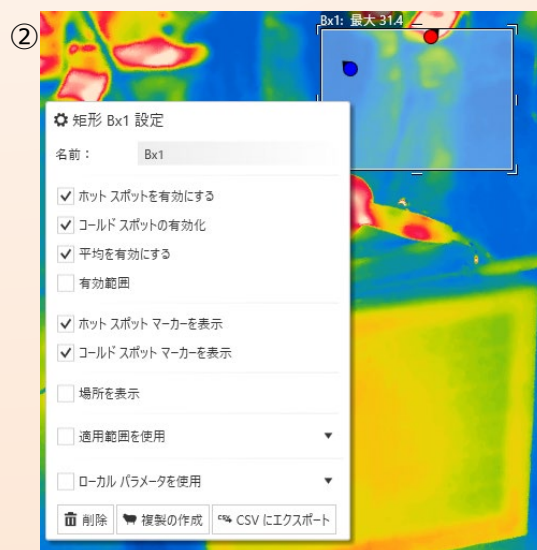 ②
Bx1: 最大 31.4
矩形 Bx1 設定
名前： Bx1
ホット スポットを有効にする
コールド スポットの有効化
平均を有効にする
有効範囲
ホット スポット マーカーを表示
コールド スポット マーカーを表示
場所を表示
適用範囲を使用
ローカル パラメータを使用
削除 複製の作成 CSV にエクスポート